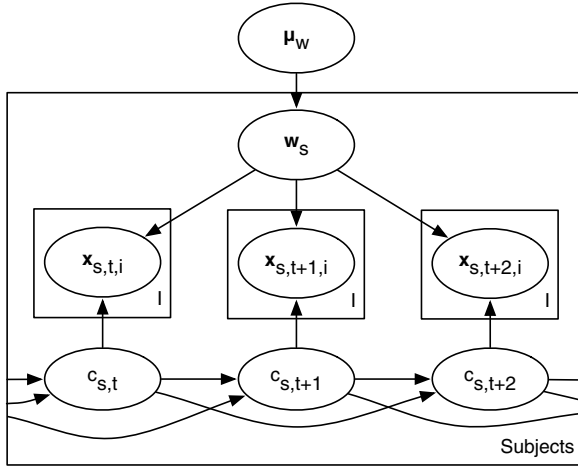 μw
ws
xs,t,i
xs,t+1,i
xs,t+2,i
I
I
I
cs,t
cs,t+1
cs,t+2
Subjects